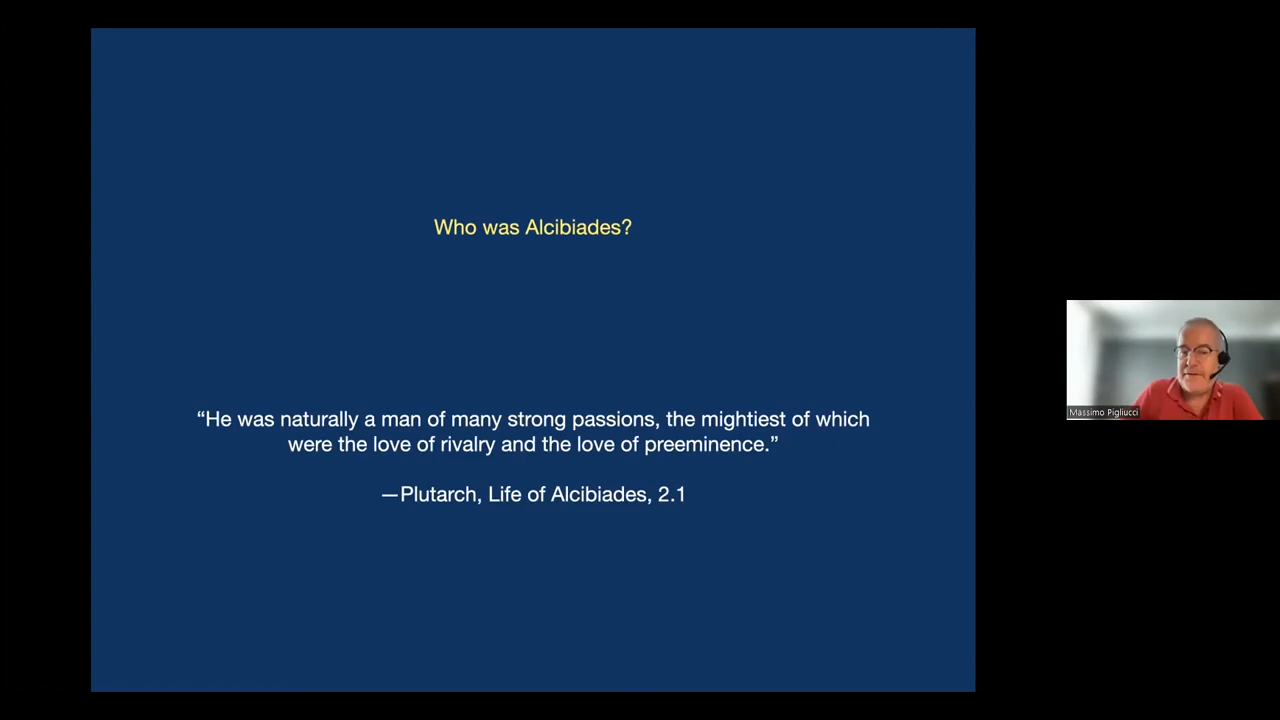 Who was Alcibiades?
“He was naturally a man of many strong passions, the mightiest of which
were the love of rivalry and the love of preeminence.”
—Plutarch, Life of Alcibiades, 2.1
Massimo Pigliucci